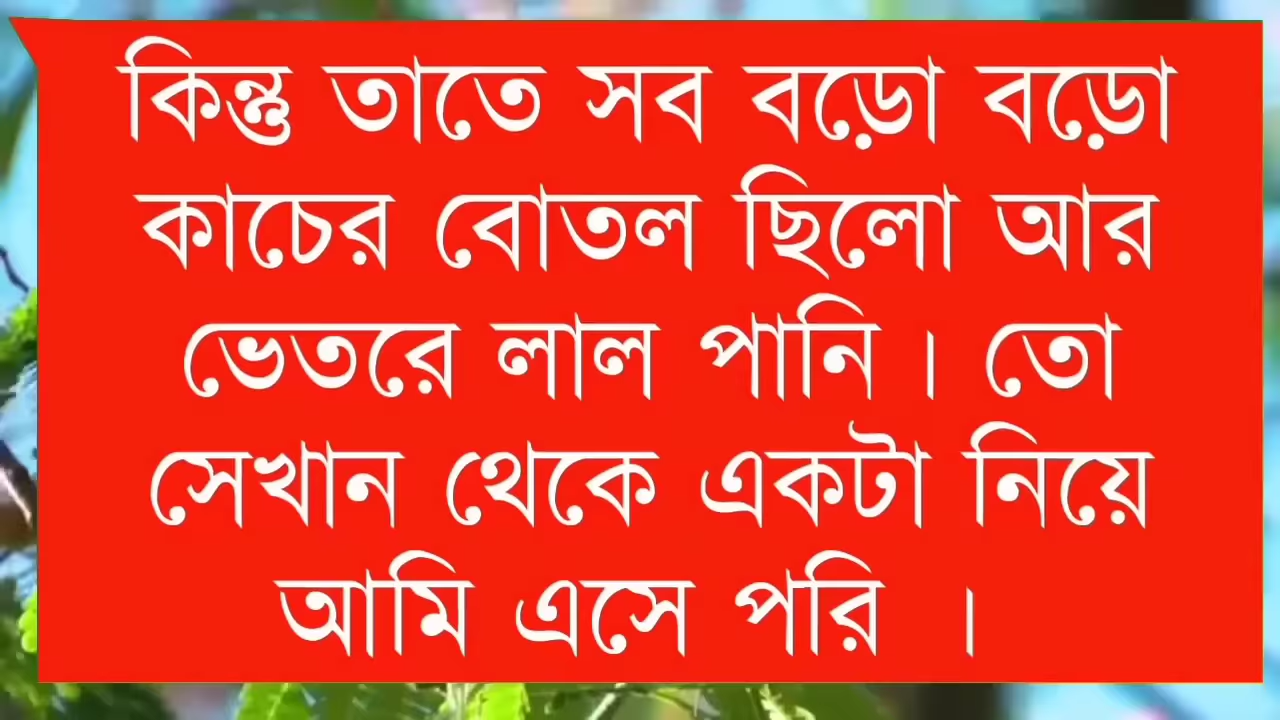 কিন্তু তাতে সব বড়ো বড়ো
কাচের বোতল ছিলো আর
ভেতরে লাল পানি । তো
সেখান থেকে একটা নিয়ে
আমি এসে পরি ।